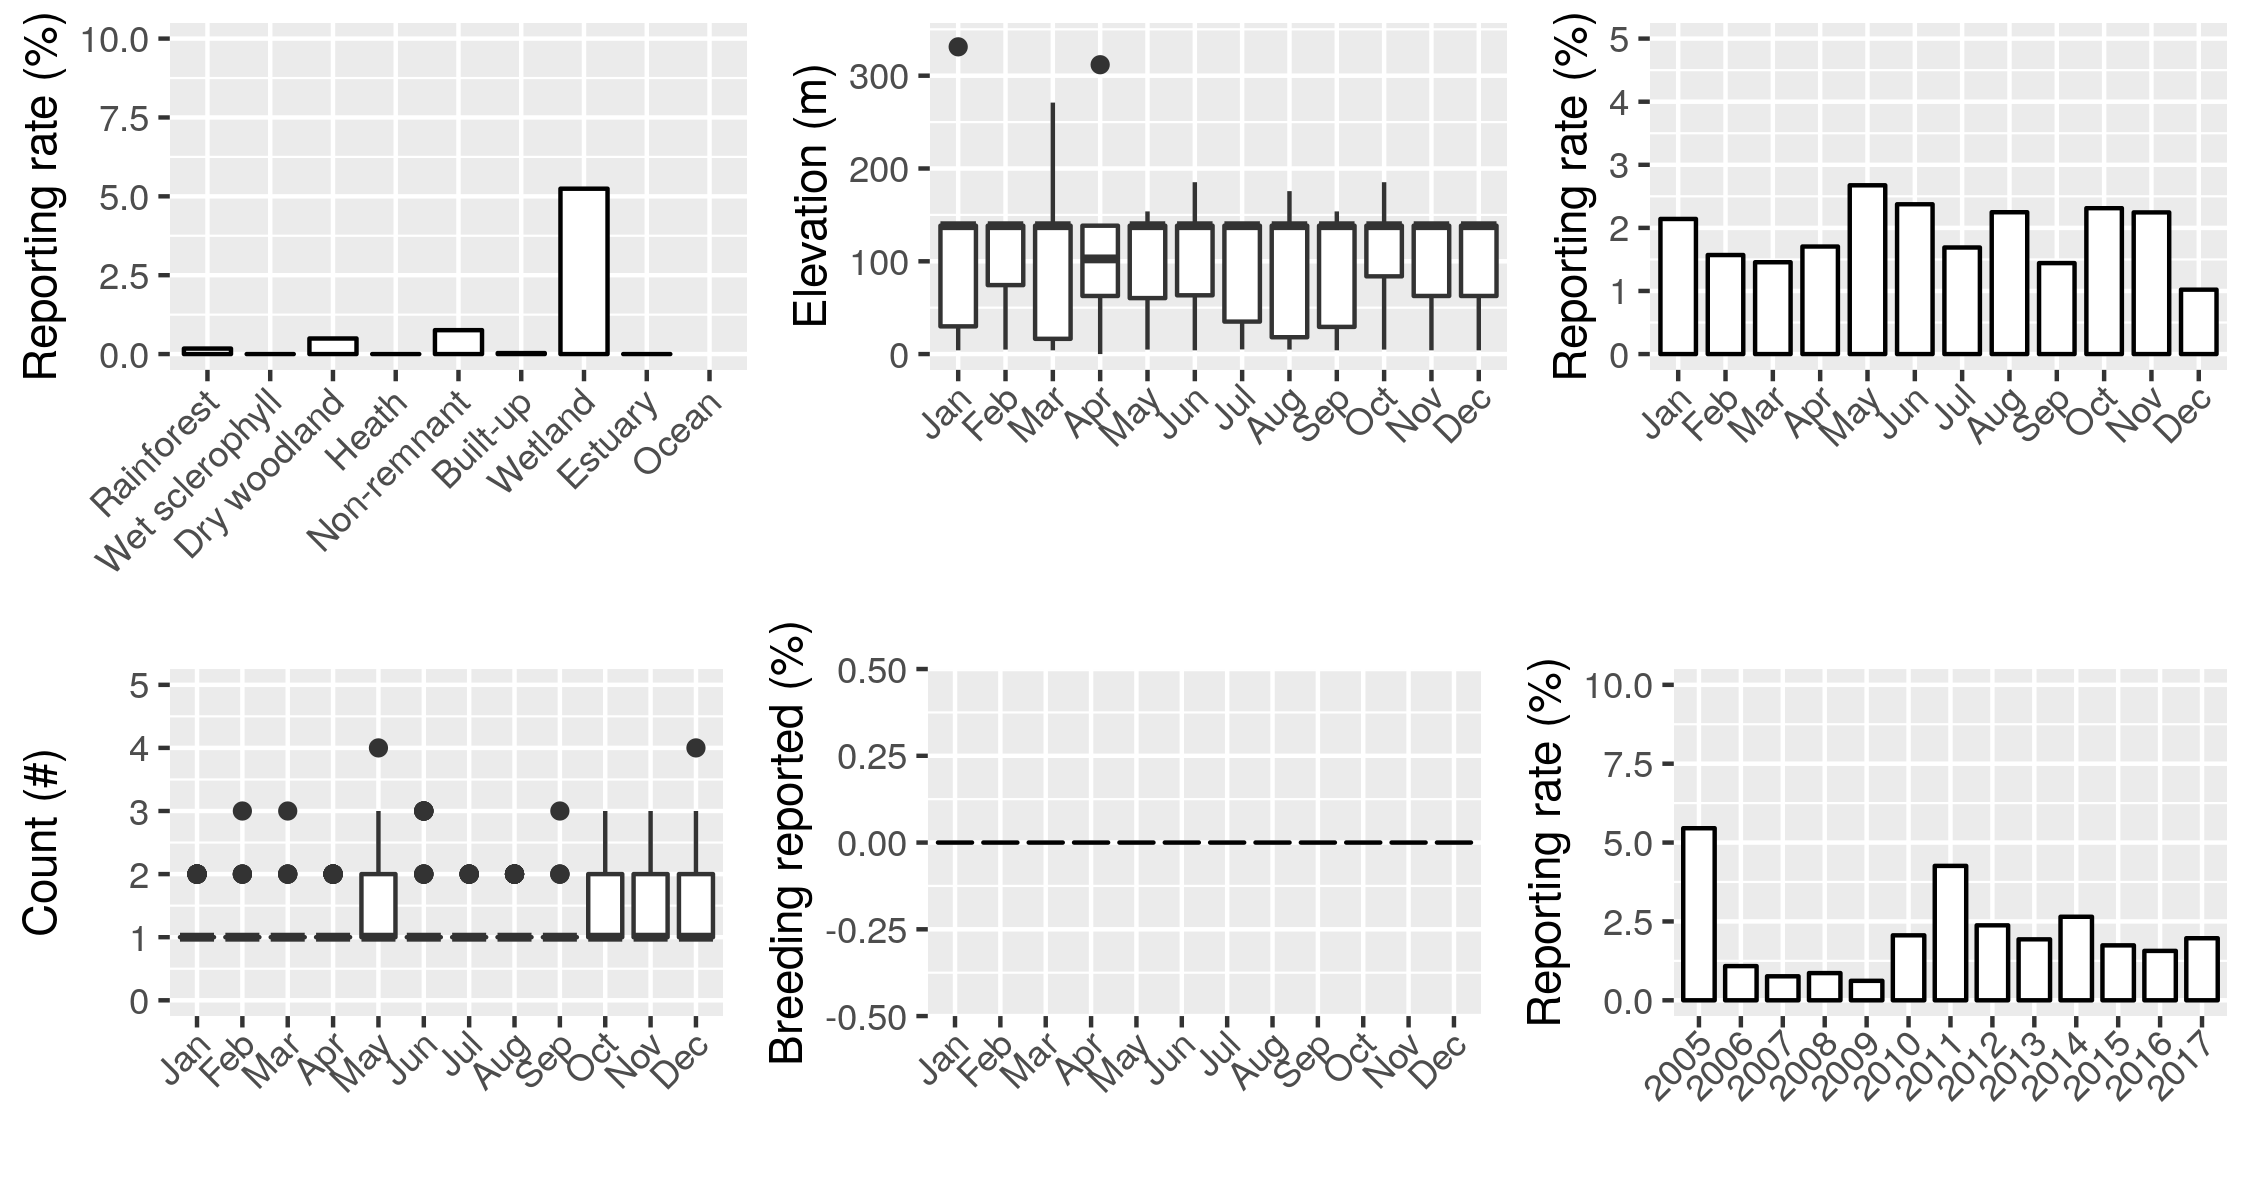 Reporting rate (%)
10.0
7.5
5.0
2.5
0.0
Rainforest
Wet sclerophyll
Dry woodland
Heath
Non-remnant
Built-up
Wetland
Estuary
Ocean
Elevation (m)
300
200
100
0
Jan
Feb
Mar
Apr
May
Jun
Jul
Aug
Sep
Oct
Nov
Dec
Reporting rate (%)
5
4
3
2
1
0
Jan
Feb
Mar
Apr
May
Jun
Jul
Aug
Sep
Oct
Nov
Dec
Count (#)
5
4
3
2
1
0
Jan
Feb
Mar
Apr
May
Jun
Jul
Aug
Sep
Oct
Nov
Dec
Breeding reported (%)
0.50
0.25
0.00
-0.25
-0.50
Jan
Feb
Mar
Apr
May
Jun
Jul
Aug
Sep
Oct
Nov
Dec
Reporting rate (%)
10.0
7.5
5.0
2.5
0.0
2005
2006
2007
2008
2009
2010
2011
2012
2013
2014
2015
2016
2017